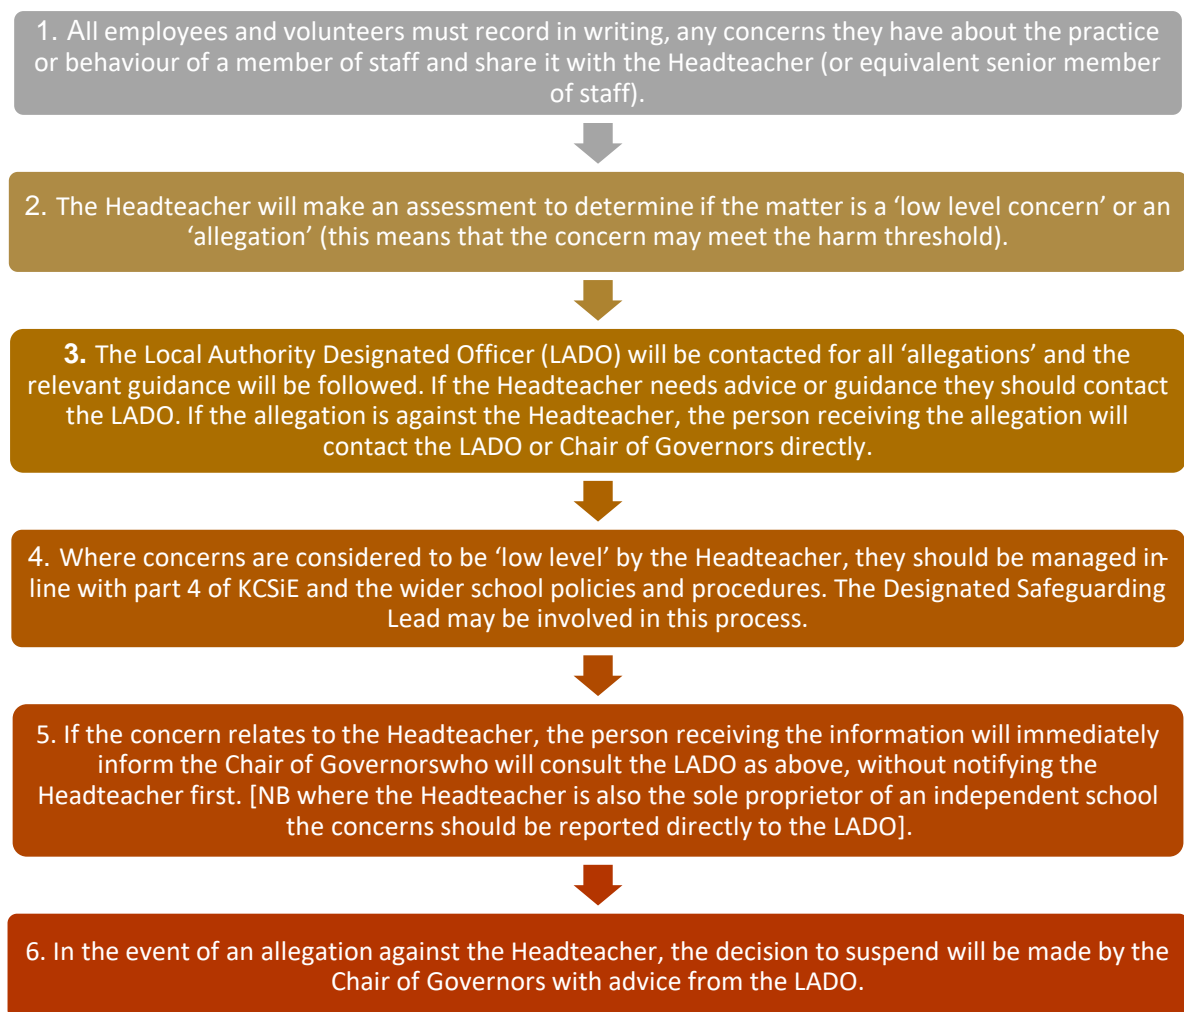 1. All employees and volunteers must record in writing, any concerns they have about the practice
or behaviour of a member of staff and share it with the Headteacher (or equivalent senior member
of staff).
2. The Headteacher will make an assessment to determine if the matter is a ‘low level concern’ or an
‘allegation’ (this means that the concern may meet the harm threshold).
3. The Local Authority Designated Officer (LADO) will be contacted for all ‘allegations’ and the
relevant guidance will be followed. If the Headteacher needs advice or guidance they should contact
the LADO. If the allegation is against the Headteacher, the person receiving the allegation will
contact the LADO or Chair of Governors directly.
4. Where concerns are considered to be ‘low level’ by the Headteacher, they should be managed in-
line with part 4 of KCSiE and the wider school policies and procedures. The Designated Safeguarding
Lead may be involved in this process.
5. If the concern relates to the Headteacher, the person receiving the information will immediately
inform the Chair of Governorswho will consult the LADO as above, without notifying the
Headteacher first. [NB where the Headteacher is also the sole proprietor of an independent school
the concerns should be reported directly to the LADO].
6. In the event of an allegation against the Headteacher, the decision to suspend will be made by the
Chair of Governors with advice from the LADO.